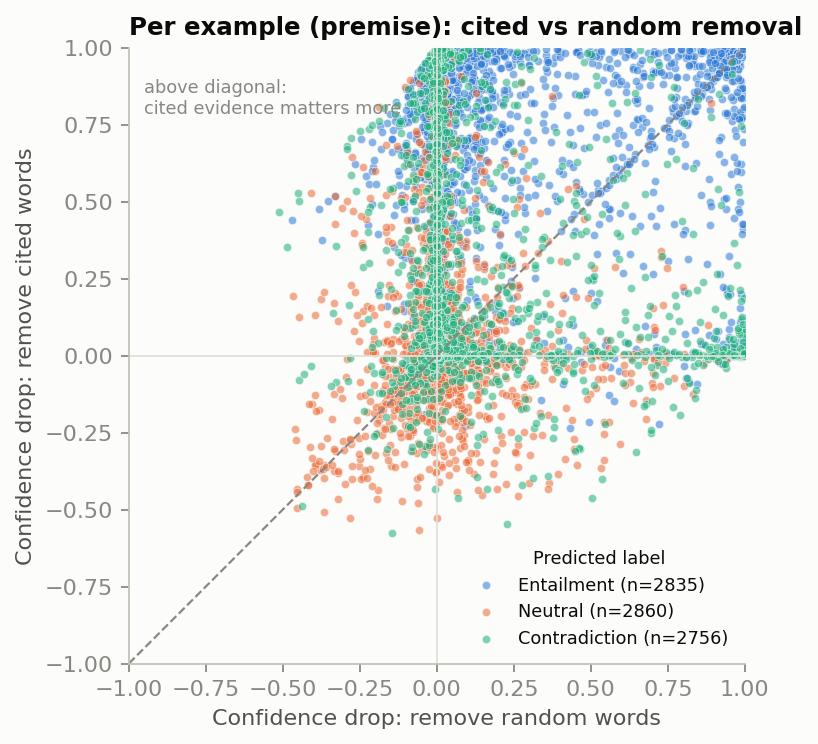 Per example (premise): cited vs random removal
1.00
above diagonal:
cited evidence matters more
0.75
0.50
0.25
0.00
−0.25
−0.50
−0.75
−1.00
Confidence drop: remove cited words
Predicted label
Entailment (n=2835)
Neutral (n=2860)
Contradiction (n=2756)
−1.00 −0.75 −0.50 −0.25 0.00 0.25 0.50 0.75 1.00
Confidence drop: remove random words